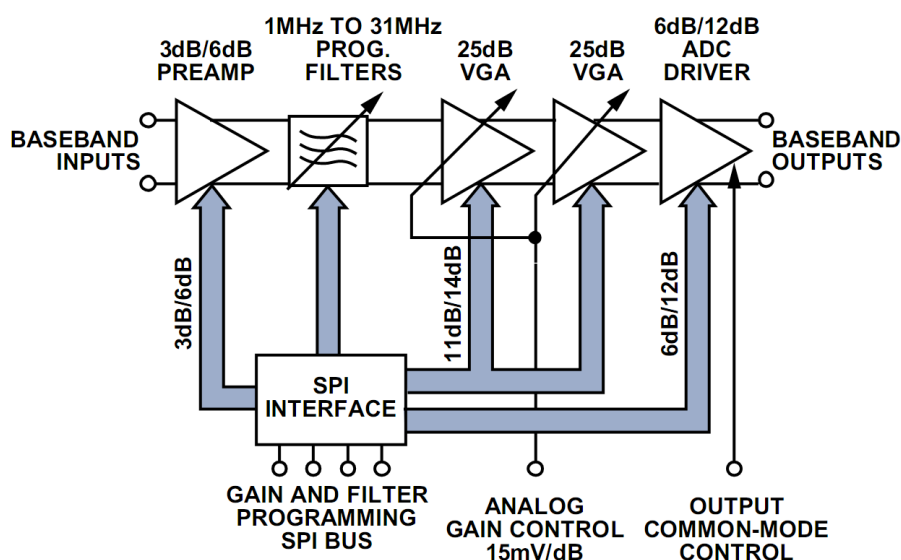 3dB/6dB
PREAMP
1MHz TO 31MHz
PROG.
FILTERS
25dB
VGA
25dB
VGA
6dB/12dB
ADC
DRIVER
BASEBAND
INPUTS
BASEBAND
OUTPUTS
3dB/6dB
11dB/14dB
6dB/12dB
SPI
INTERFACE
GAIN AND FILTER
PROGRAMMING
SPI BUS
ANALOG
GAIN CONTROL
15mV/dB
OUTPUT
COMMON-MODE
CONTROL